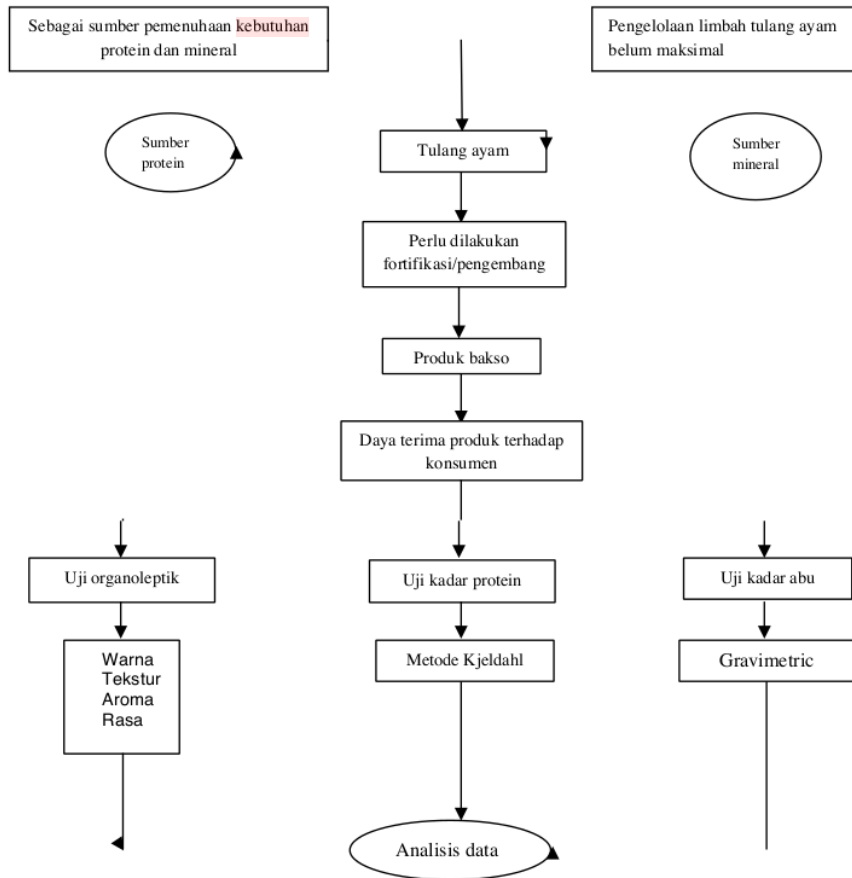 Sebagai sumber pemenuhaan kebutuhan
protein dan mineral
Pengelolaan limbah tulang ayam
belum maksimal
Sumber
protein
Tulang ayam
Sumber
mineral
Perlu dilakukan
fortifikasi/pengembang
Produk bakso
Daya terima produk terhadap
konsumen
Uji organoleptik
Uji kadar protein
Uji kadar abu
Warna
Tekstur
Aroma
Rasa
Metode Kjeldahl
Gravimetric
Analisis data